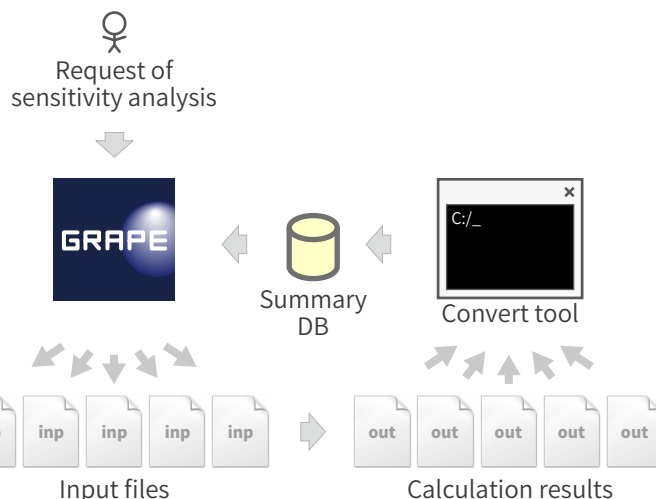 Request of
sensitivity analysis
GRAPE
C:/_
Summary
DB
Convert tool
inp
inp
inp
inp
out
out
out
out
out
Input files
Calculation results